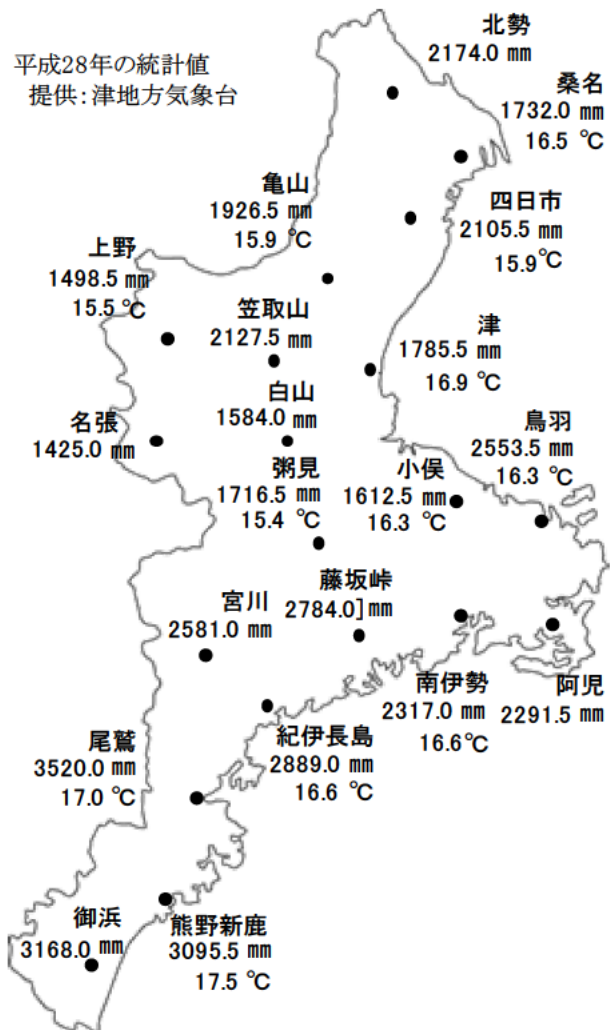 平成28年の統計値
提供:津地方気象台
北勢
2174.0 mm
桑名
1732.0 mm
16.5 ℃
四日市
2105.5 mm
15.9℃
亀山
1926.5 mm
15.9 ℃
上野
1498.5 mm
15.5 ℃
笠取山
2127.5 mm
津
1785.5 mm
16.9 ℃
白山
1584.0 mm
名張
1425.0 mm
鳥羽
2553.5 mm
16.3 ℃
粥見
1716.5 mm
15.4 ℃
小俣
1612.5 mm
16.3 ℃
藤坂峠
2784.0] mm
宮川
2581.0 mm
南伊勢
2317.0 mm
16.6℃
阿児
2291.5 mm
紀伊長島
2889.0 mm
16.6 ℃
尾鷲
3520.0 mm
17.0 ℃
御浜
3168.0 mm
熊野新鹿
3095.5 mm
17.5 ℃